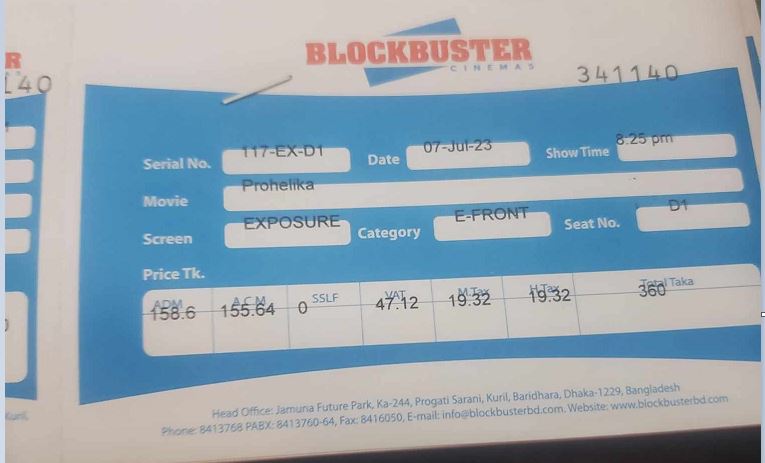 BLOCKBUSTER
CINEMAS
341140
Serial No. 117-EX-D1 Date 07-Jul-23 Show Time 8:25 pm
Movie Prohelika
Screen EXPOSURE Category E-FRONT Seat No. D1
Price Tk.
ADM A.C.M SSLF VAT M.Tax H.Tax Total Taka
158.6 155.64 0 47.12 19.32 19.32 360
Head Office: Jamuna Future Park, Ka-244, Progati Sarani, Kuril, Baridhara, Dhaka-1229, Bangladesh
Phone: 8413768 PABX: 8413760-64, Fax: 8416050, E-mail: info@blockbusterbd.com. Website: www.blockbusterbd.com
R
140
Kuril,